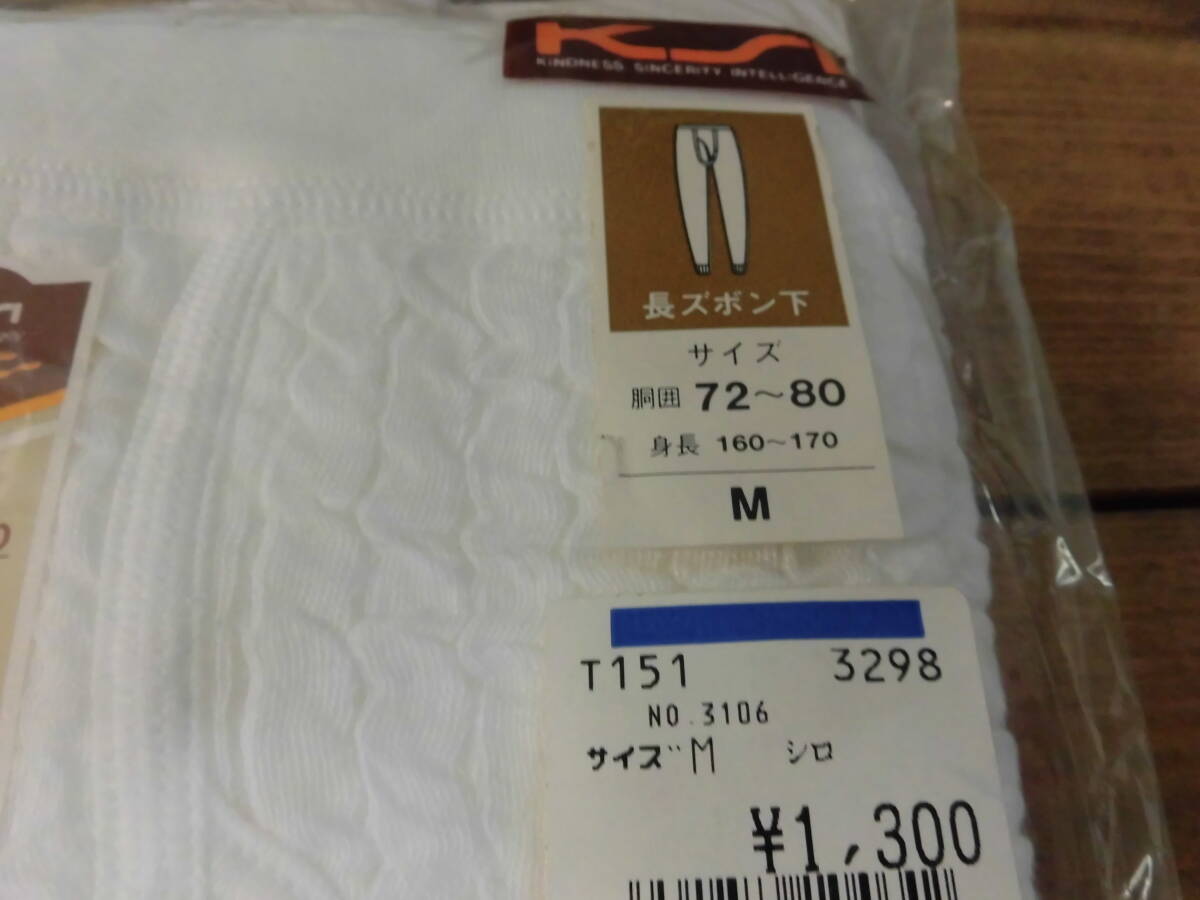 KSI
KINDNESS SINCERITY INTELLIGENCE
長ズボン下
サイズ
胴囲 72〜80
身長 160〜170
M
T151 3298
NO.3106
サイズ M シロ
¥1,300